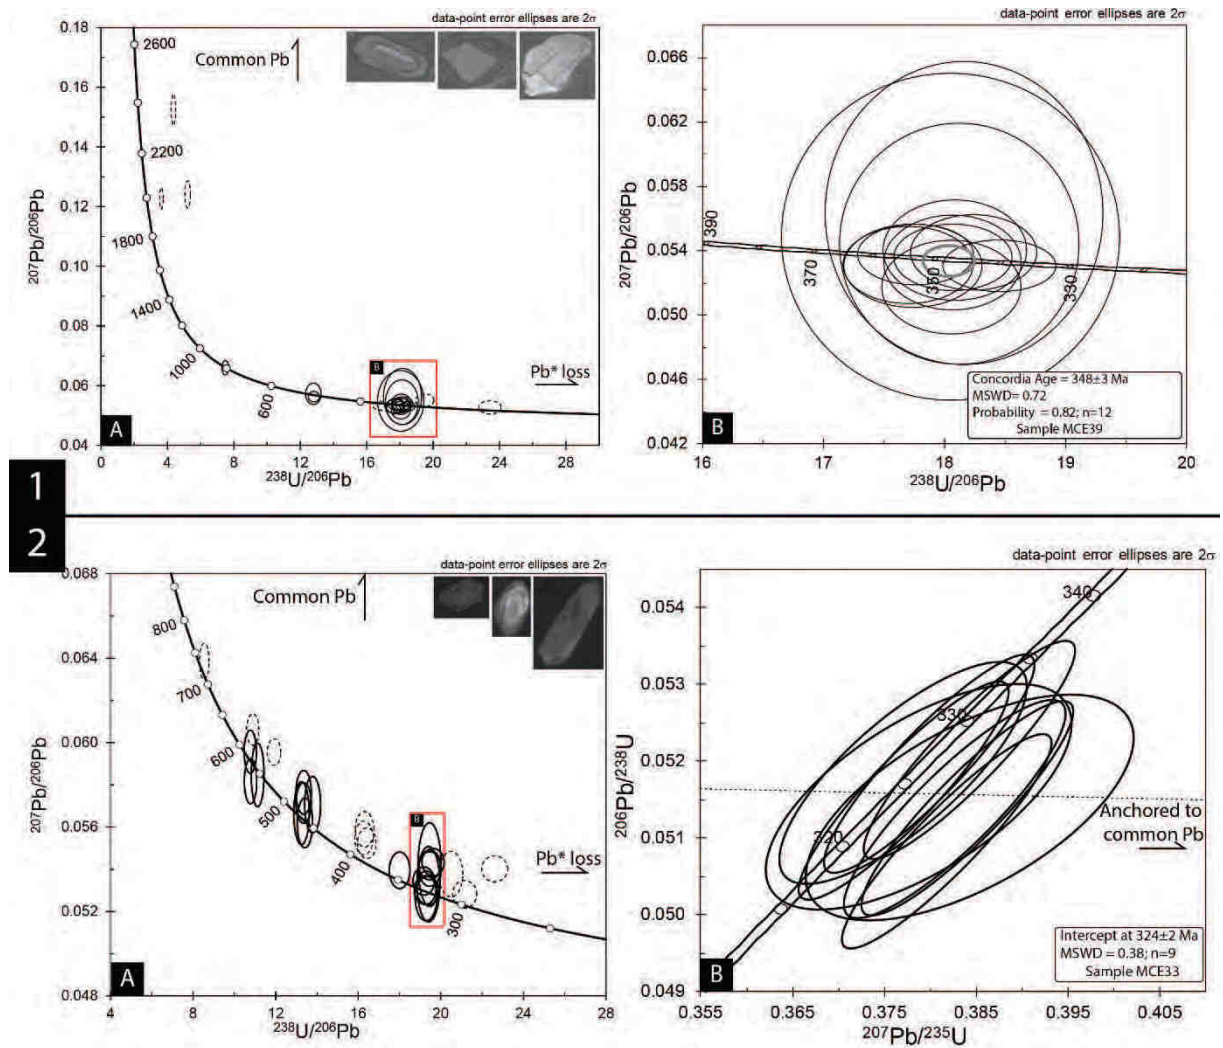 data-point error ellipses are 2σ
0.18
0.16
0.14
0.12
0.10
0.08
0.06
0.04
207Pb/206Pb
2600
2200
1800
1400
1000
600
Common Pb
Pb* loss
B
A
0 4 8 12 16 20 24 28
238U/206Pb
data-point error ellipses are 2σ
0.066
0.062
0.058
0.054
0.050
0.046
0.042
207Pb/206Pb
390
370
350
330
Concordia Age = 348±3 Ma
MSWD= 0.72
Probability = 0.82; n=12
Sample MCE39
B
16 17 18 19 20
238U/206Pb
1
2
data-point error ellipses are 2σ
0.068
0.064
0.060
0.056
0.052
0.048
207Pb/206Pb
800
700
600
500
400
300
Common Pb
Pb* loss
B
A
4 8 12 16 20 24 28
238U/206Pb
data-point error ellipses are 2σ
0.054
0.053
0.052
0.051
0.050
0.049
206Pb/238U
340
330
320
Anchored to
common Pb
Intercept at 324±2 Ma
MSWD = 0.38; n=9
Sample MCE33
B
0.355 0.365 0.375 0.385 0.395 0.405
207Pb/235U